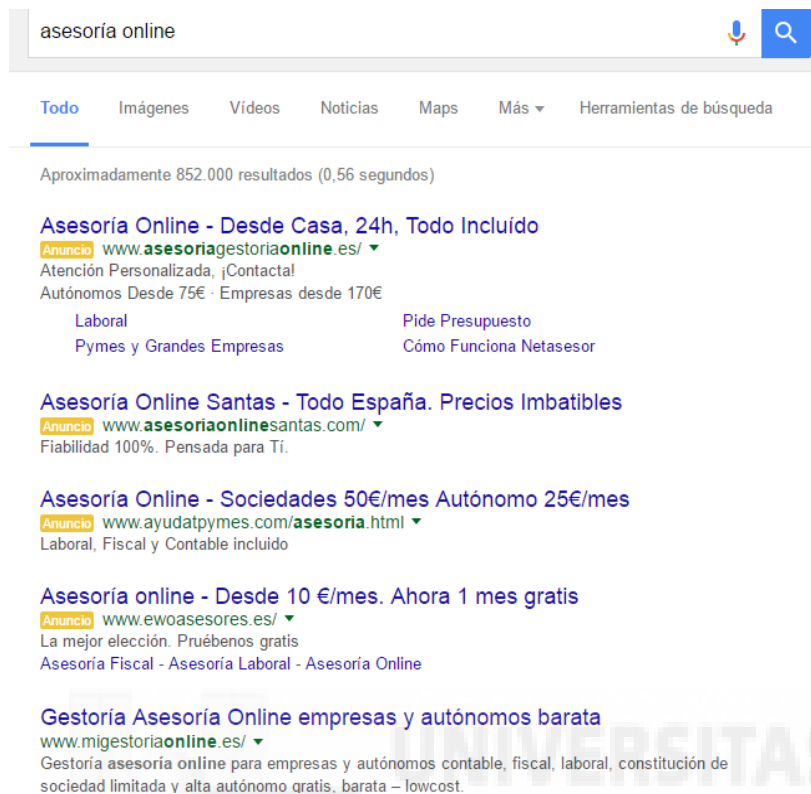 asesoría online
Todo Imágenes Vídeos Noticias Maps Más Herramientas de búsqueda
Aproximadamente 852.000 resultados (0,56 segundos)
Asesoría Online - Desde Casa, 24h, Todo Incluído
Anuncio www.asesoriagestoriaonline.es/
Atención Personalizada, ¡Contacta!
Autónomos Desde 75€ · Empresas desde 170€
Laboral Pide Presupuesto
Pymes y Grandes Empresas Cómo Funciona Netasesor
Asesoría Online Santas - Todo España. Precios Imbatibles
Anuncio www.asesoriaonlinesantas.com/
Fiabilidad 100%. Pensada para Tí.
Asesoría Online - Sociedades 50€/mes Autónomo 25€/mes
Anuncio www.ayudatpymes.com/asesoria.html
Laboral, Fiscal y Contable incluido
Asesoría online - Desde 10 €/mes. Ahora 1 mes gratis
Anuncio www.ewoasesores.es/
La mejor elección. Pruébenos gratis
Asesoría Fiscal - Asesoría Laboral - Asesoría Online
Gestoría Asesoría Online empresas y autónomos barata
www.migestoriaonline.es/
Gestoría asesoría online para empresas y autónomos contable, fiscal, laboral, constitución de
sociedad limitada y alta autónomo gratis, barata – lowcost.
UNIVERSITAS